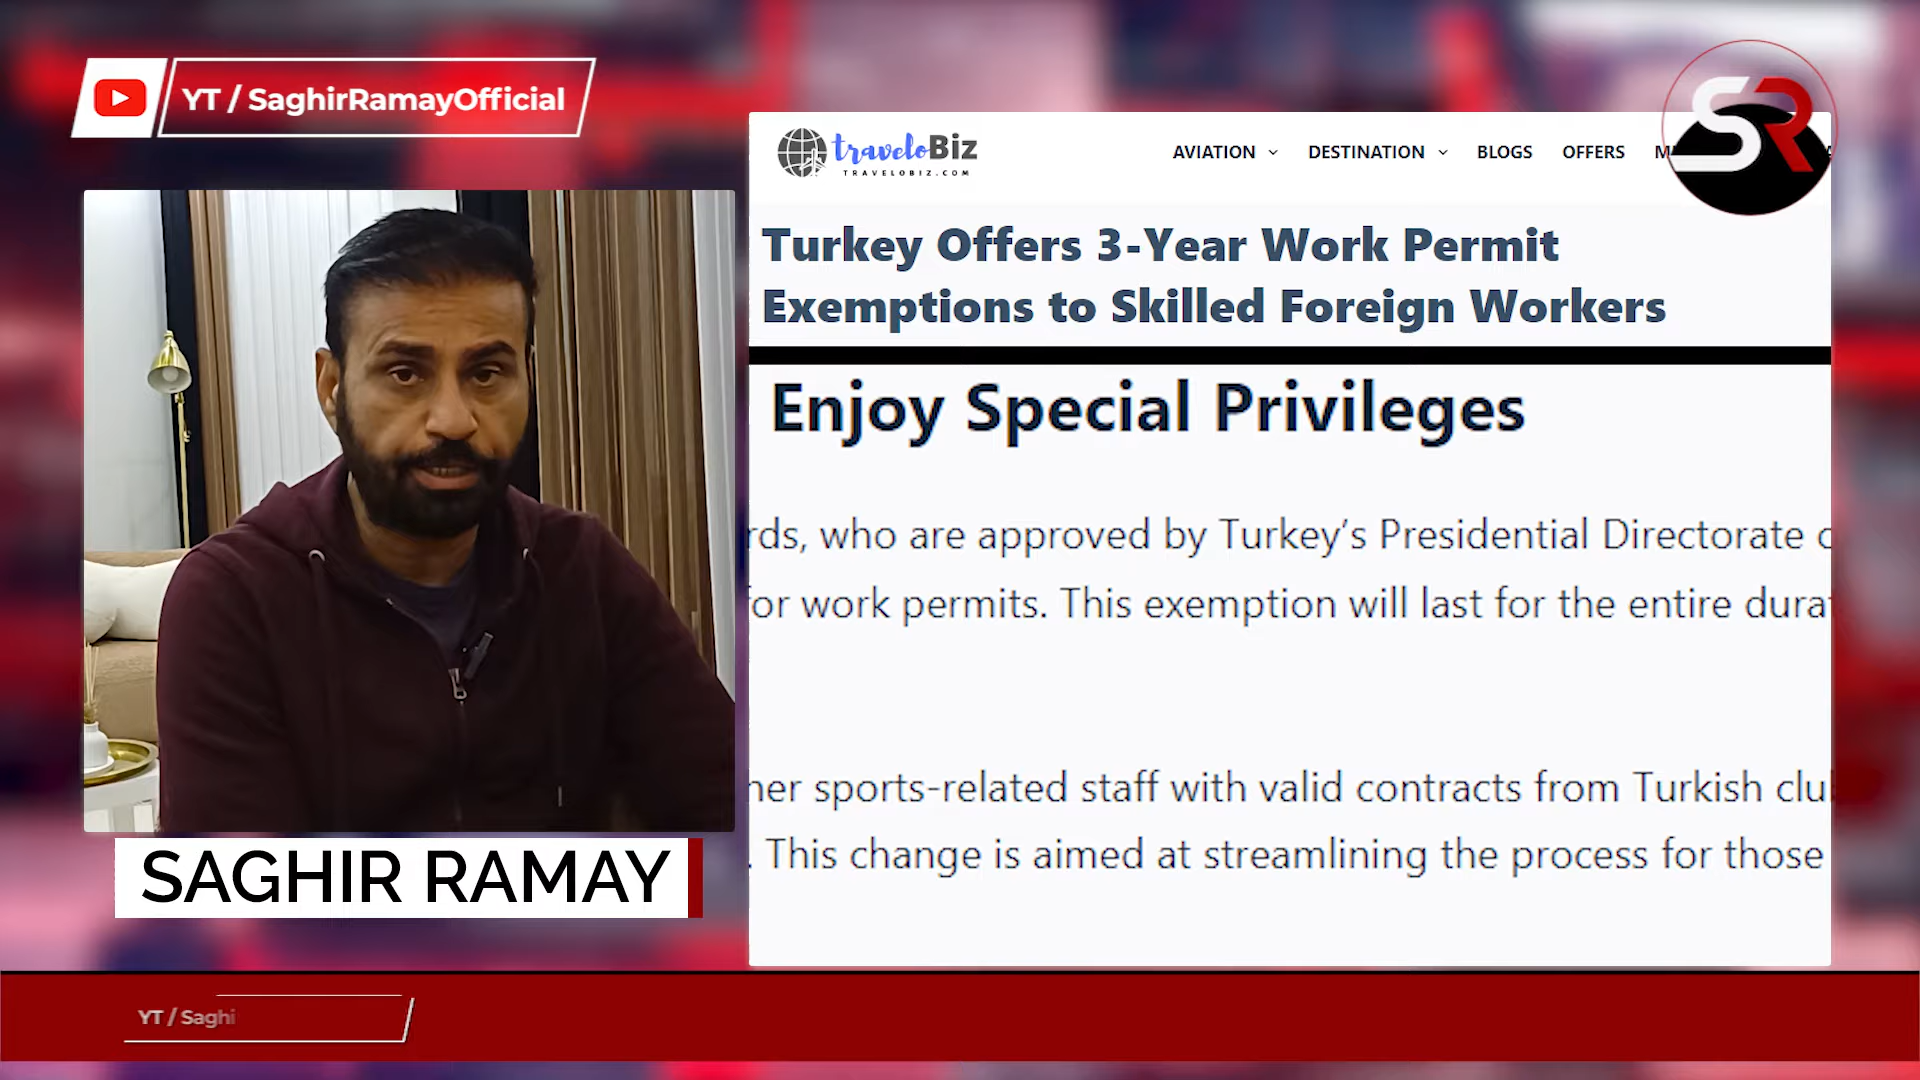 YT / SaghirRamayOfficial
SR
traveloBiz
TRAVELOBIZ.COM
AVIATION
DESTINATION
BLOGS
OFFERS
Turkey Offers 3-Year Work Permit
Exemptions to Skilled Foreign Workers
Enjoy Special Privileges
rds, who are approved by Turkey’s Presidential Directorate
for work permits. This exemption will last for the entire dura
her sports-related staff with valid contracts from Turkish clu
. This change is aimed at streamlining the process for those
SAGHIR RAMAY
YT / Saghi